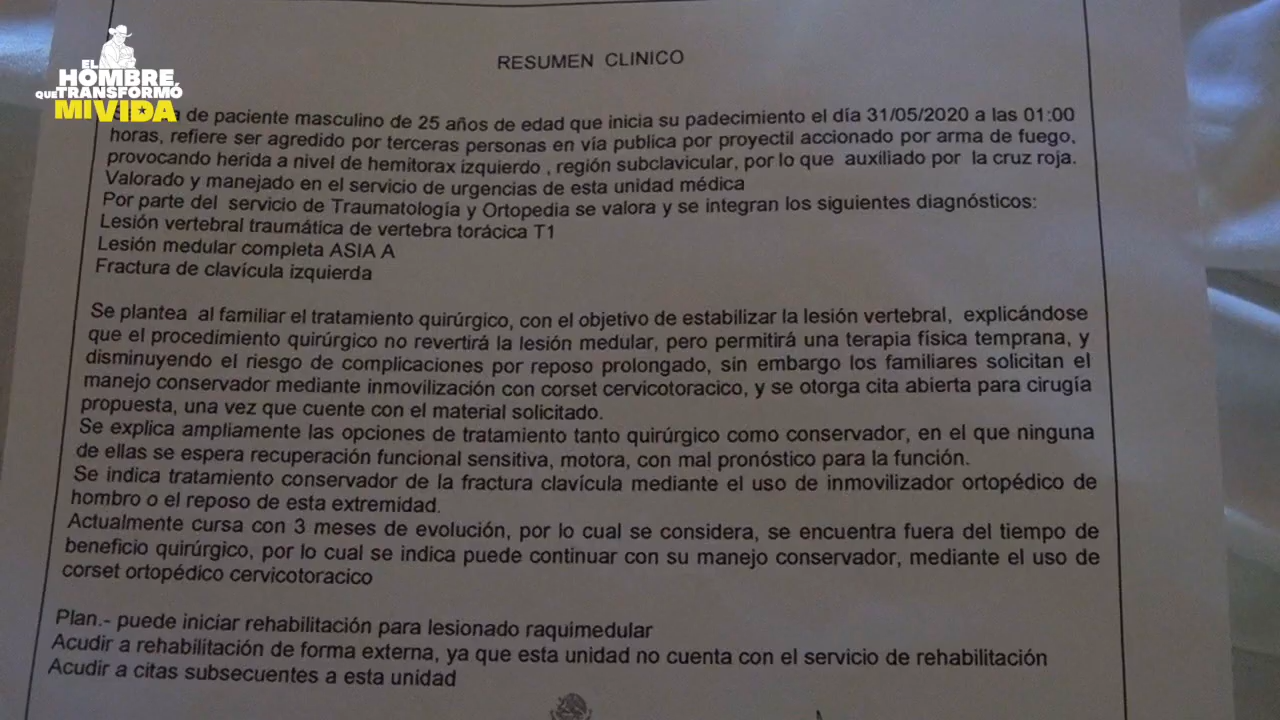 EL
HOMBRE
QUE TRANSFORMÓ
MI VIDA
RESUMEN CLINICO
de paciente masculino de 25 años de edad que inicia su padecimiento el día 31/05/2020 a las 01:00
horas, refiere ser agredido por terceras personas en vía publica por proyectil accionado por arma de fuego,
provocando herida a nivel de hemitorax izquierdo , región subclavicular, por lo que auxiliado por la cruz roja.
Valorado y manejado en el servicio de urgencias de esta unidad médica
Por parte del servicio de Traumatología y Ortopedia se valora y se integran los siguientes diagnósticos:
Lesión vertebral traumática de vertebra torácica T1
Lesión medular completa ASIA A
Fractura de clavícula izquierda
Se plantea al familiar el tratamiento quirúrgico, con el objetivo de estabilizar la lesión vertebral, explicándose
que el procedimiento quirúrgico no revertirá la lesión medular, pero permitirá una terapia física temprana, y
disminuyendo el riesgo de complicaciones por reposo prolongado, sin embargo los familiares solicitan el
manejo conservador mediante inmovilización con corset cervicotoracico, y se otorga cita abierta para cirugía
propuesta, una vez que cuente con el material solicitado.
Se explica ampliamente las opciones de tratamiento tanto quirúrgico como conservador, en el que ninguna
de ellas se espera recuperación funcional sensitiva, motora, con mal pronóstico para la función.
Se indica tratamiento conservador de la fractura clavícula mediante el uso de inmovilizador ortopédico de
hombro o el reposo de esta extremidad.
Actualmente cursa con 3 meses de evolución, por lo cual se considera, se encuentra fuera del tiempo de
beneficio quirúrgico, por lo cual se indica puede continuar con su manejo conservador, mediante el uso de
corset ortopédico cervicotoracico
Plan.- puede iniciar rehabilitación para lesionado raquimedular
Acudir a rehabilitación de forma externa, ya que esta unidad no cuenta con el servicio de rehabilitación
Acudir a citas subsecuentes a esta unidad